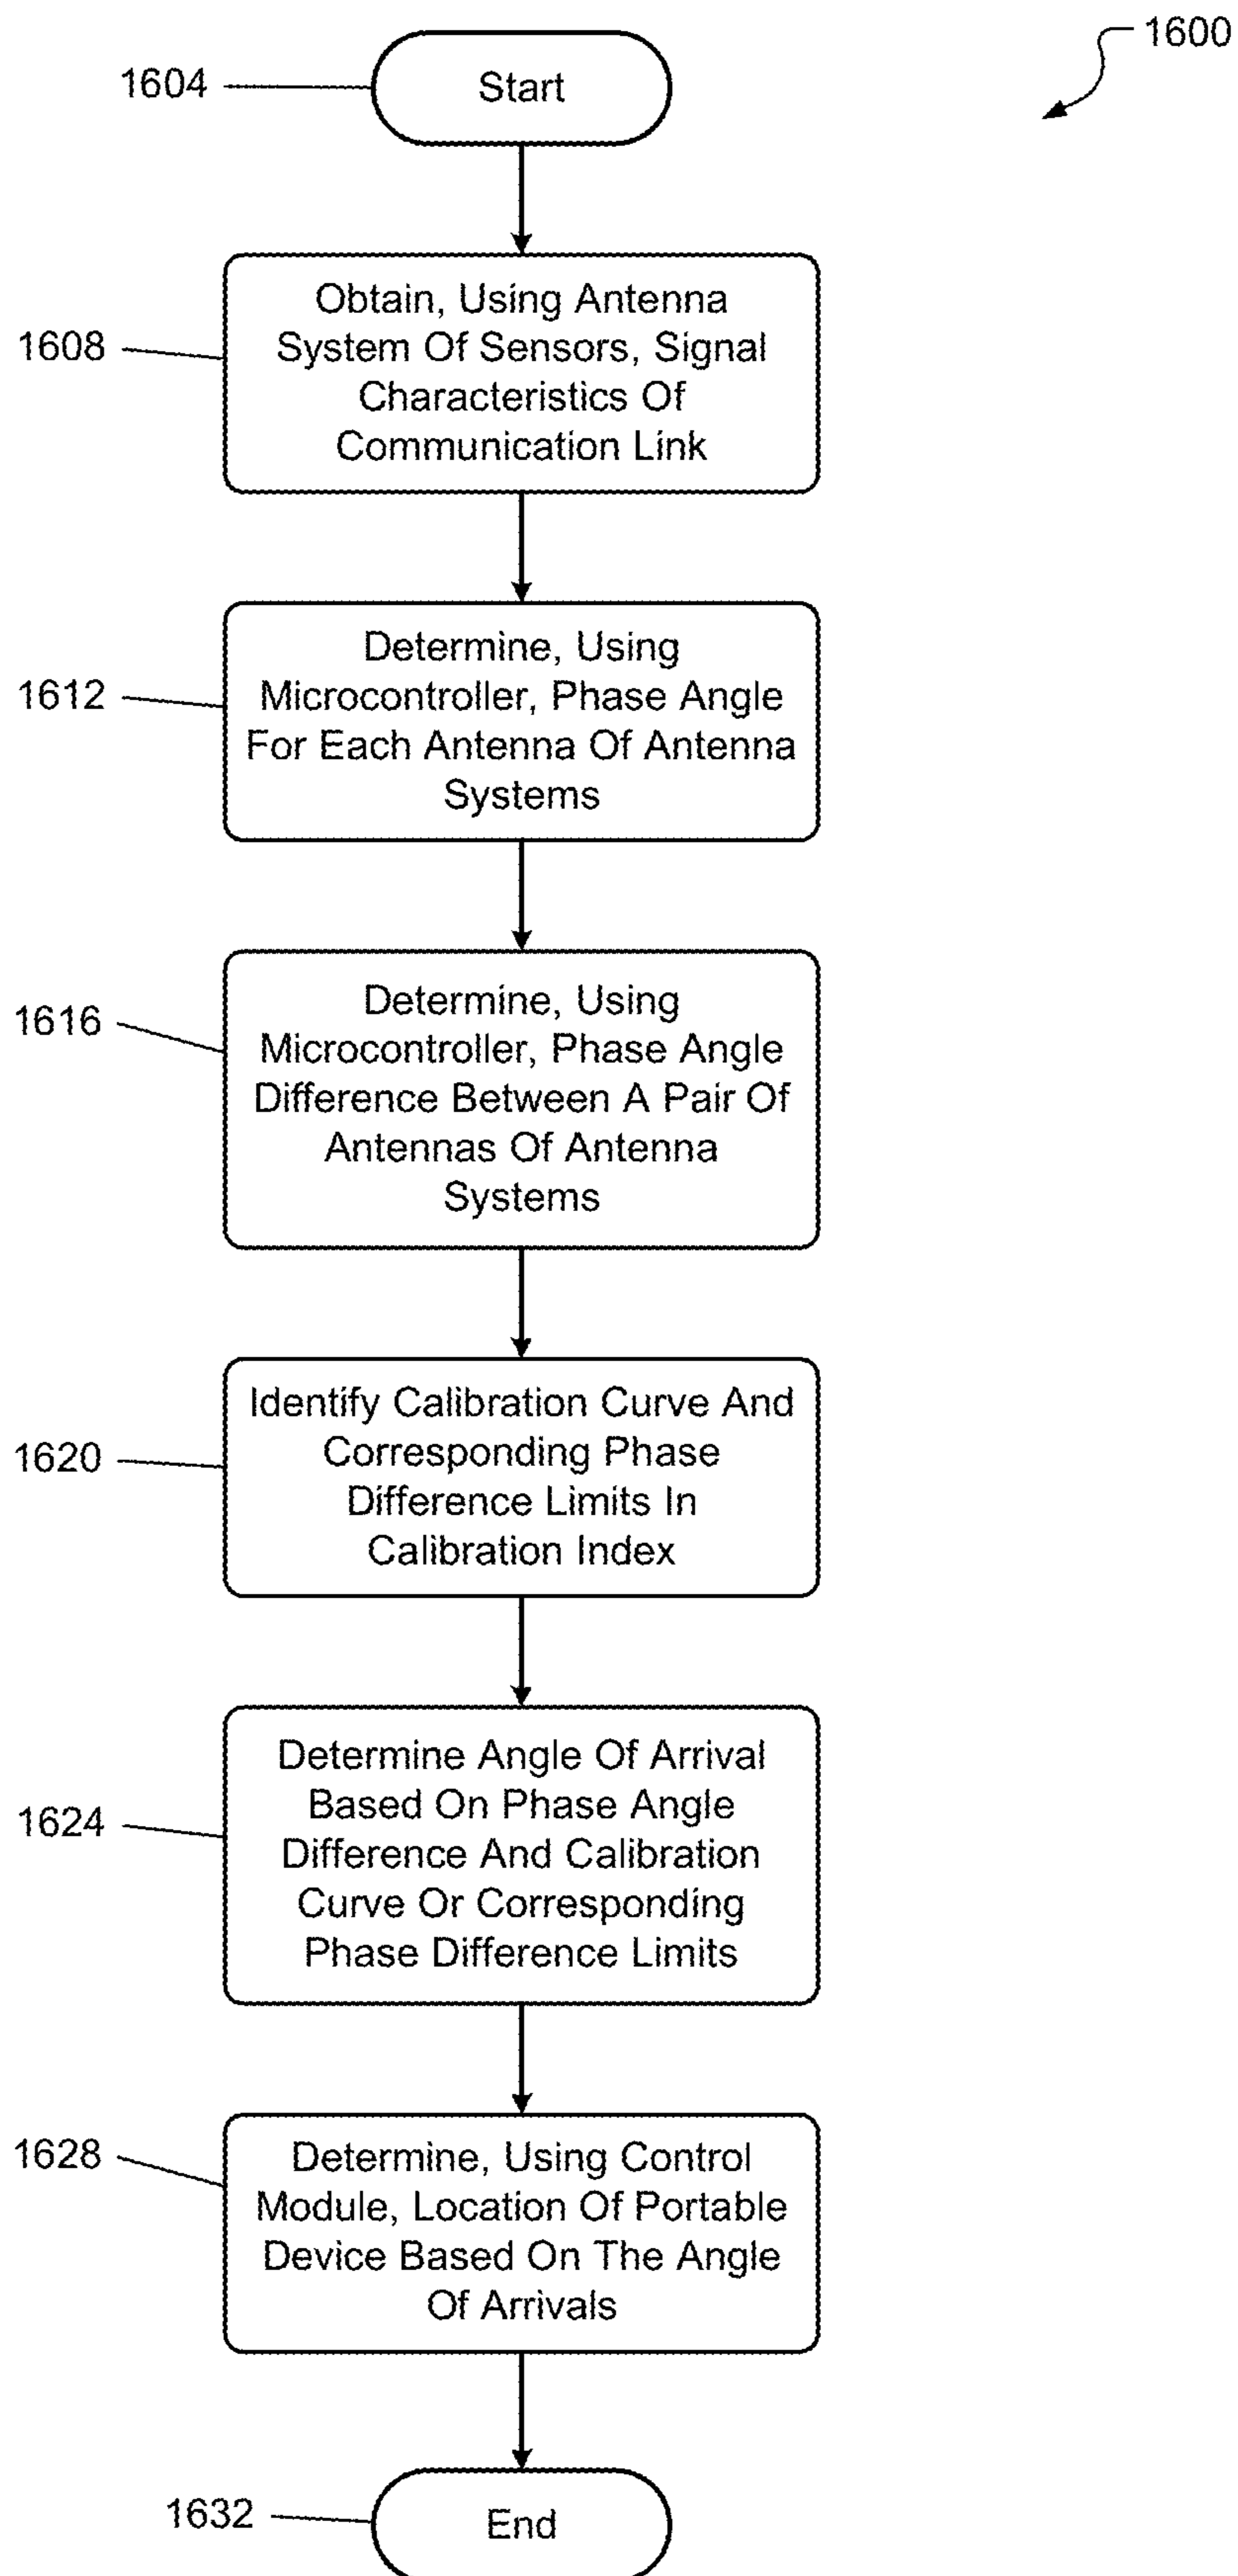 1600
1604
Start
1608
Obtain, Using Antenna
System Of Sensors, Signal
Characteristics Of
Communication Link
1612
Determine, Using
Microcontroller, Phase Angle
For Each Antenna Of Antenna
Systems
1616
Determine, Using
Microcontroller, Phase Angle
Difference Between A Pair Of
Antennas Of Antenna
Systems
1620
Identify Calibration Curve And
Corresponding Phase
Difference Limits In
Calibration Index
1624
Determine Angle Of Arrival
Based On Phase Angle
Difference And Calibration
Curve Or Corresponding
Phase Difference Limits
1628
Determine, Using Control
Module, Location Of Portable
Device Based On The Angle
Of Arrivals
1632
End